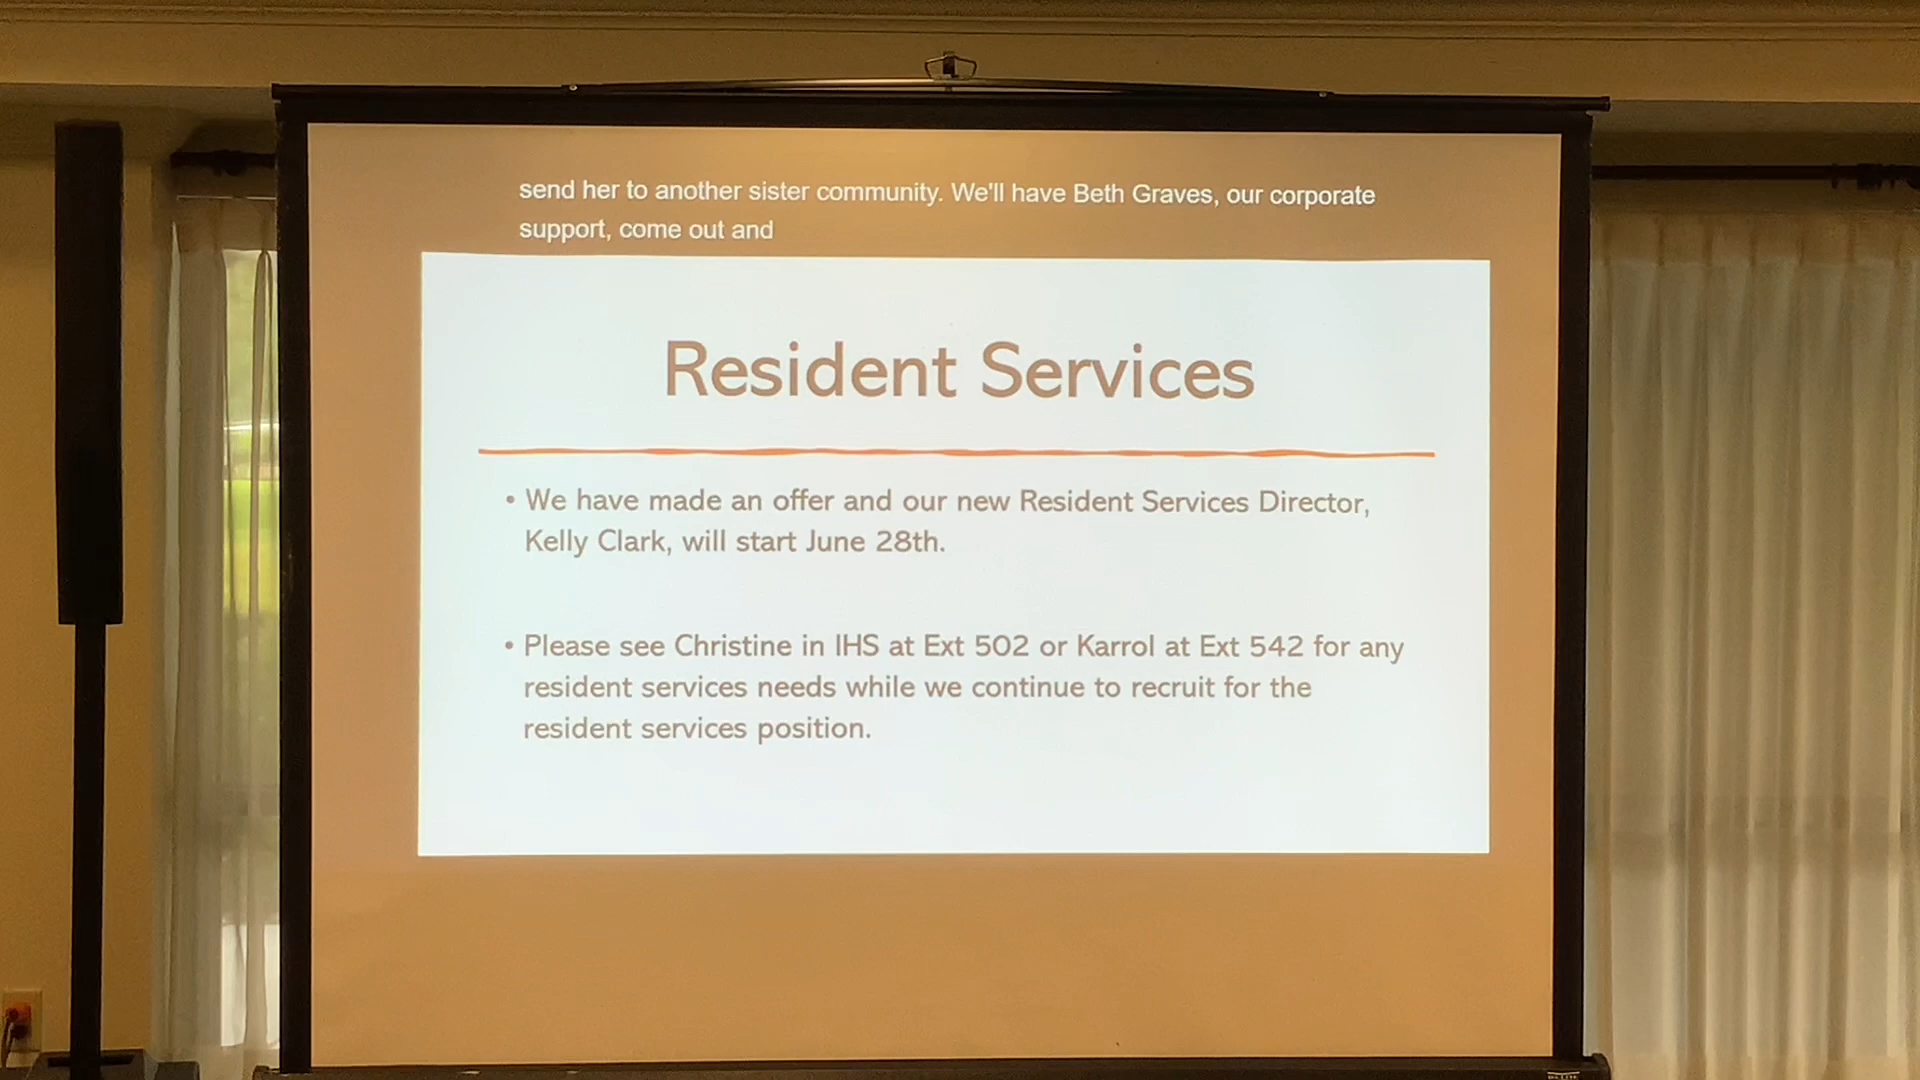 send her to another sister community. We'll have Beth Graves, our corporate
support, come out and
Resident Services
• We have made an offer and our new Resident Services Director,
Kelly Clark, will start June 28th.
• Please see Christine in IHS at Ext 502 or Karrol at Ext 542 for any
resident services needs while we continue to recruit for the
resident services position.